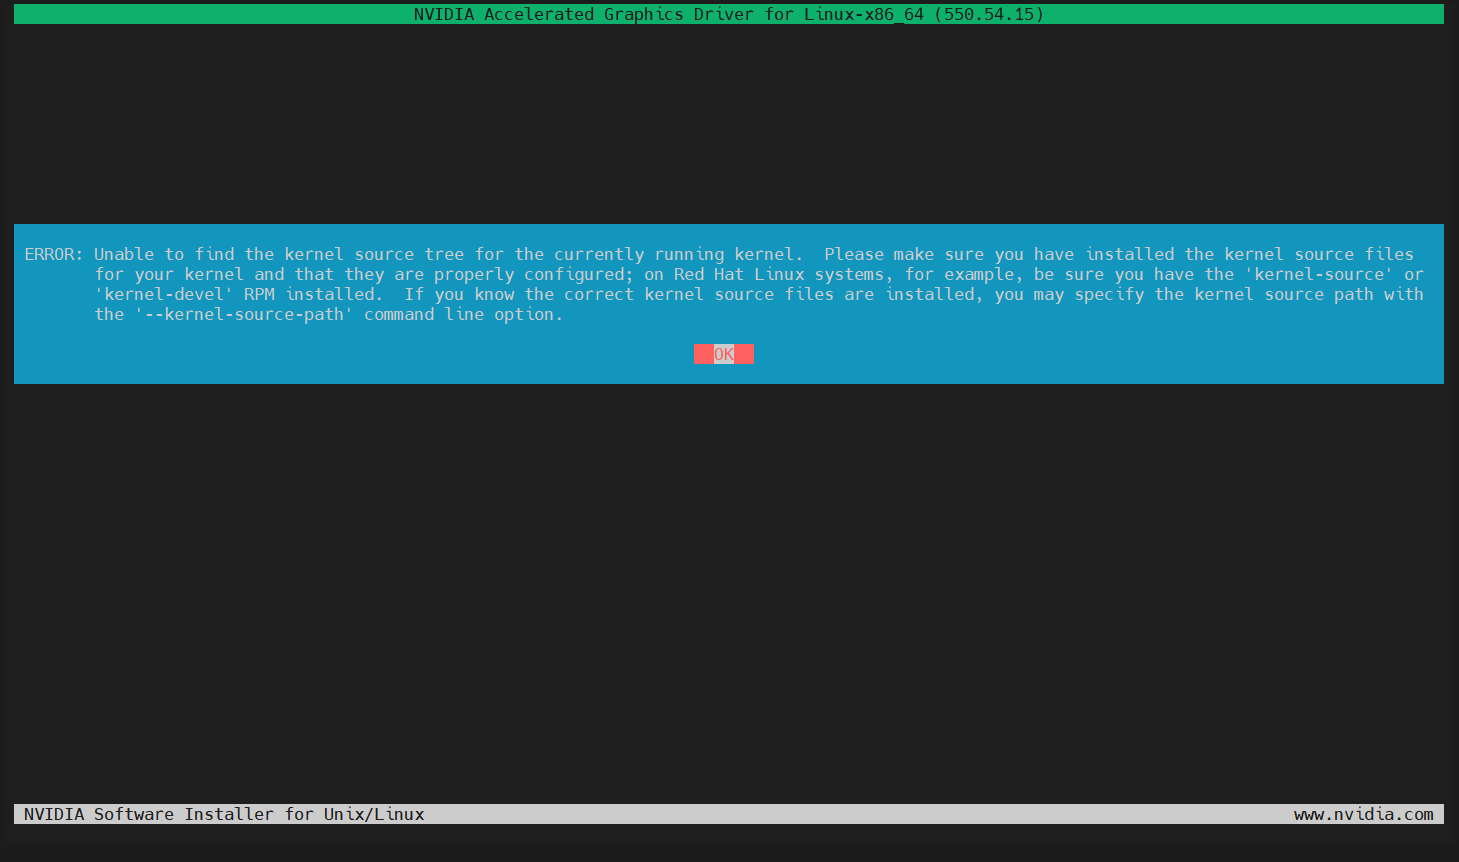 NVIDIA Accelerated Graphics Driver for Linux-x86_64 (550.54.15)
ERROR: Unable to find the kernel source tree for the currently running kernel.  Please make sure you have installed the kernel source files
for your kernel and that they are properly configured; on Red Hat Linux systems, for example, be sure you have the 'kernel-source' or
'kernel-devel' RPM installed.  If you know the correct kernel source files are installed, you may specify the kernel source path with
the '--kernel-source-path' command line option.
OK
NVIDIA Software Installer for Unix/Linux www.nvidia.com